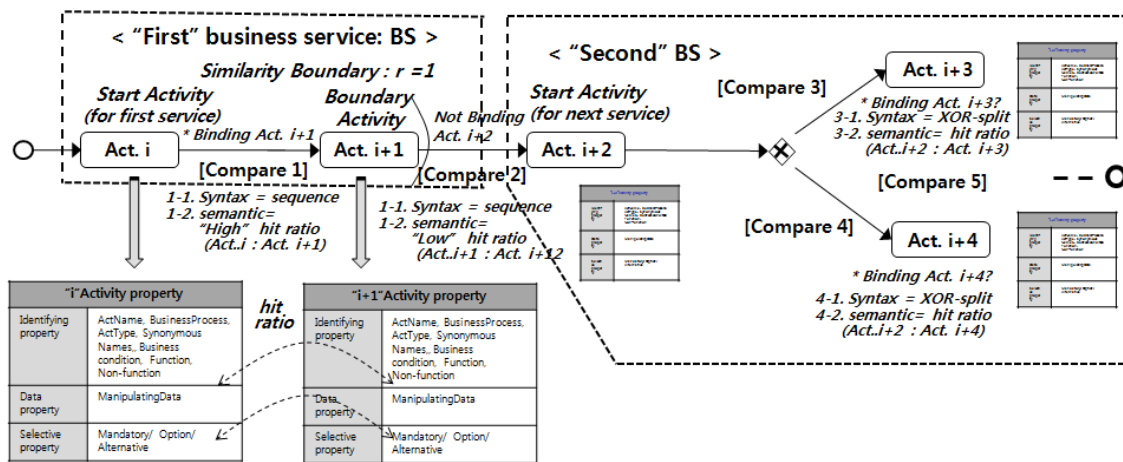 < “First” business service: BS >
Similarity Boundary : r =1
Start Activity
(for first service)
Boundary
Activity
* Binding Act. i+1
Not Binding
Act. i+2
Act. i
Act. i+1
[Compare 1]
[Compare 2]
1-1. Syntax = sequence
1-2. semantic=
“High” hit ratio
(Act..i : Act. i+1)
1-1. Syntax = sequence
1-2. semantic=
“Low” hit ratio
(Act..i+1 : Act. i+12
< “Second” BS >
Start Activity
(for next service)
Act. i+2
[Compare 3]
Act. i+3
* Binding Act. i+3?
3-1. Syntax = XOR-split
3-2. semantic= hit ratio
(Act..i+2 : Act. i+3)
[Compare 5]
[Compare 4]
Act. i+4
* Binding Act. i+4?
4-1. Syntax = XOR-split
4-2. semantic= hit ratio
(Act..i+2 : Act. i+4)
“i”Activity property
Identifying
property
ActName, BusinessProcess,
ActType, Synonymous
Names,, Business
condition, Function,
Non-function
Data
property
ManipulatingData
Selective
property
Mandatory/ Option/
Alternative
hit
ratio
“i+1”Activity property
Identifying
property
ActName, BusinessProcess,
ActType, Synonymous
Names,, Business
condition, Function,
Non-function
Data
property
ManipulatingData
Selective
property
Mandatory/ Option/
Alternative